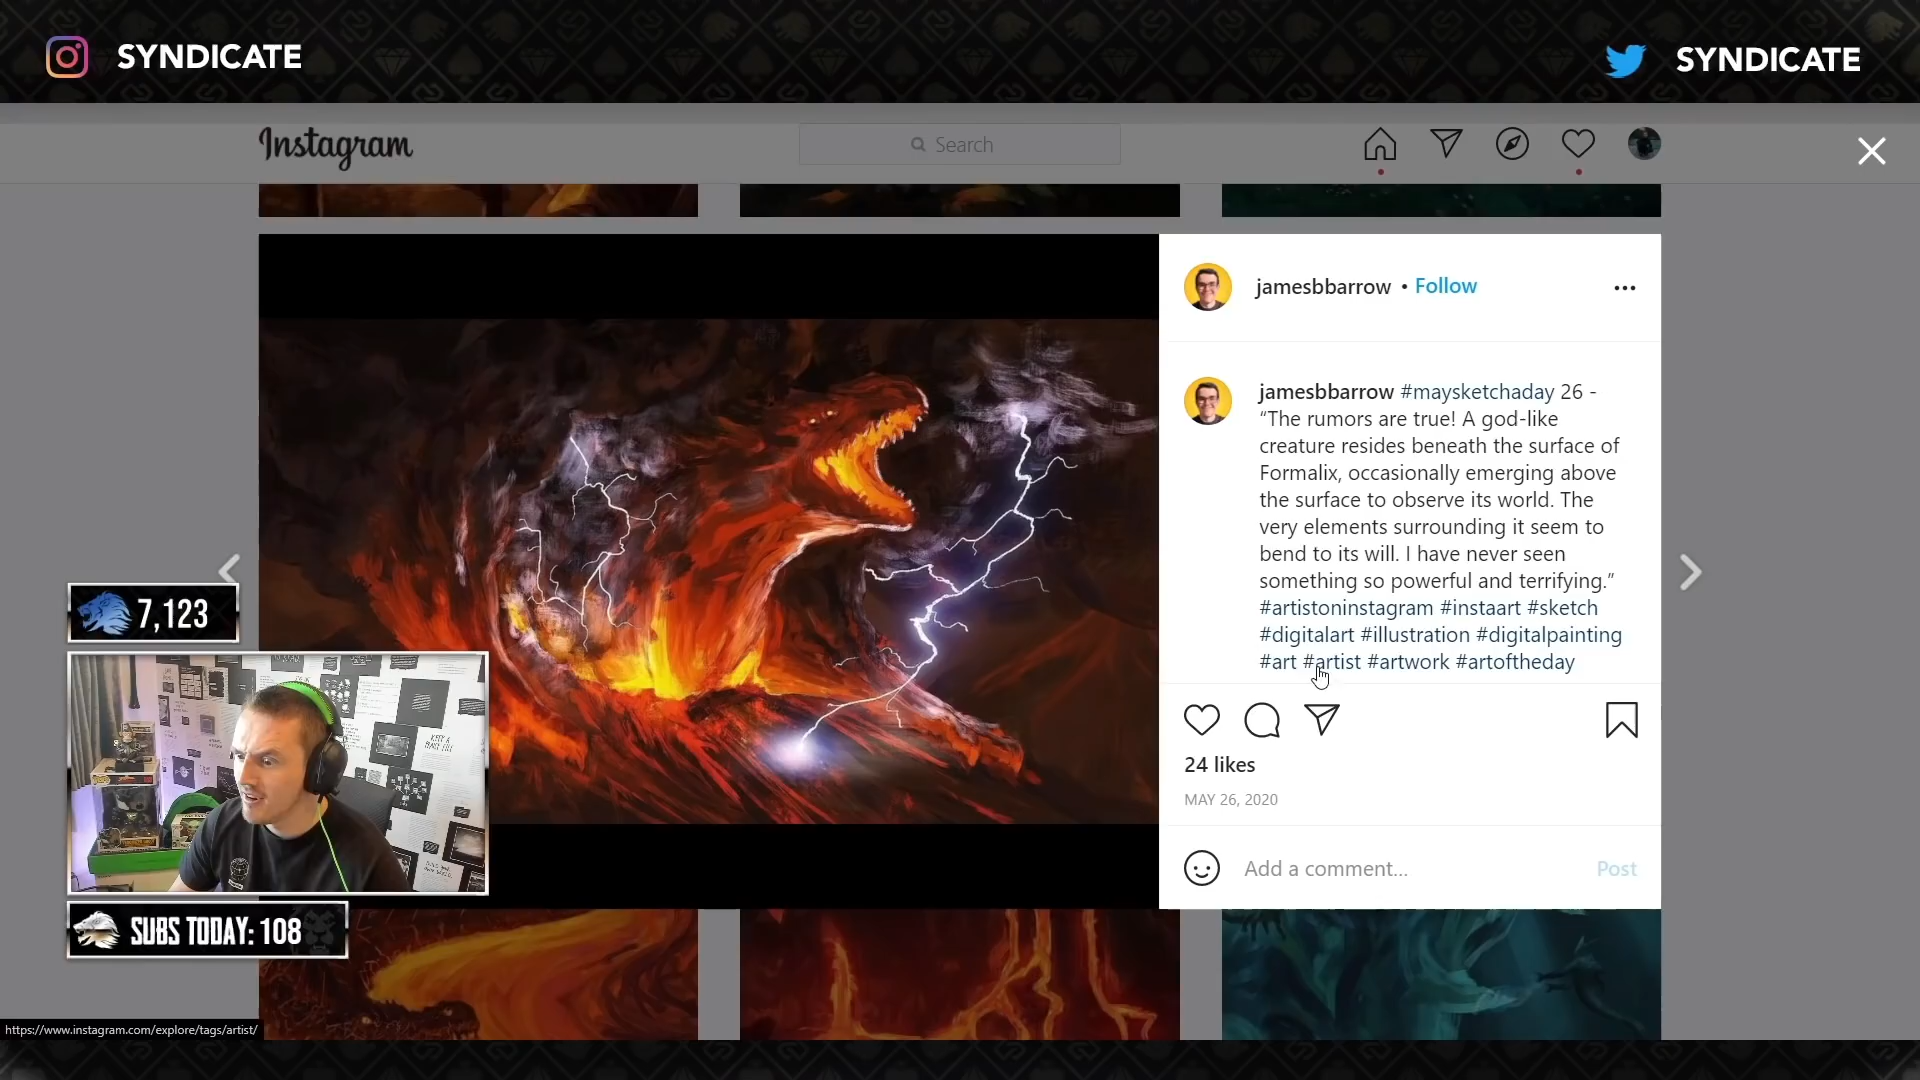 SYNDICATE
SYNDICATE
Instagram
Search
jamesbbarrow • Follow
jamesbbarrow #maysketchaday 26 -
“The rumors are true! A god-like
creature resides beneath the surface of
Formalix, occasionally emerging above
the surface to observe its world. The
very elements surrounding it seem to
bend to its will. I have never seen
something so powerful and terrifying.”
#artistoninstagram #instaart #sketch
#digitalart #illustration #digitalpainting
#art #artist #artwork #artoftheday
24 likes
MAY 26, 2020
Add a comment...
Post
7,123
SUBS TODAY: 108
https://www.instagram.com/explore/tags/artist/